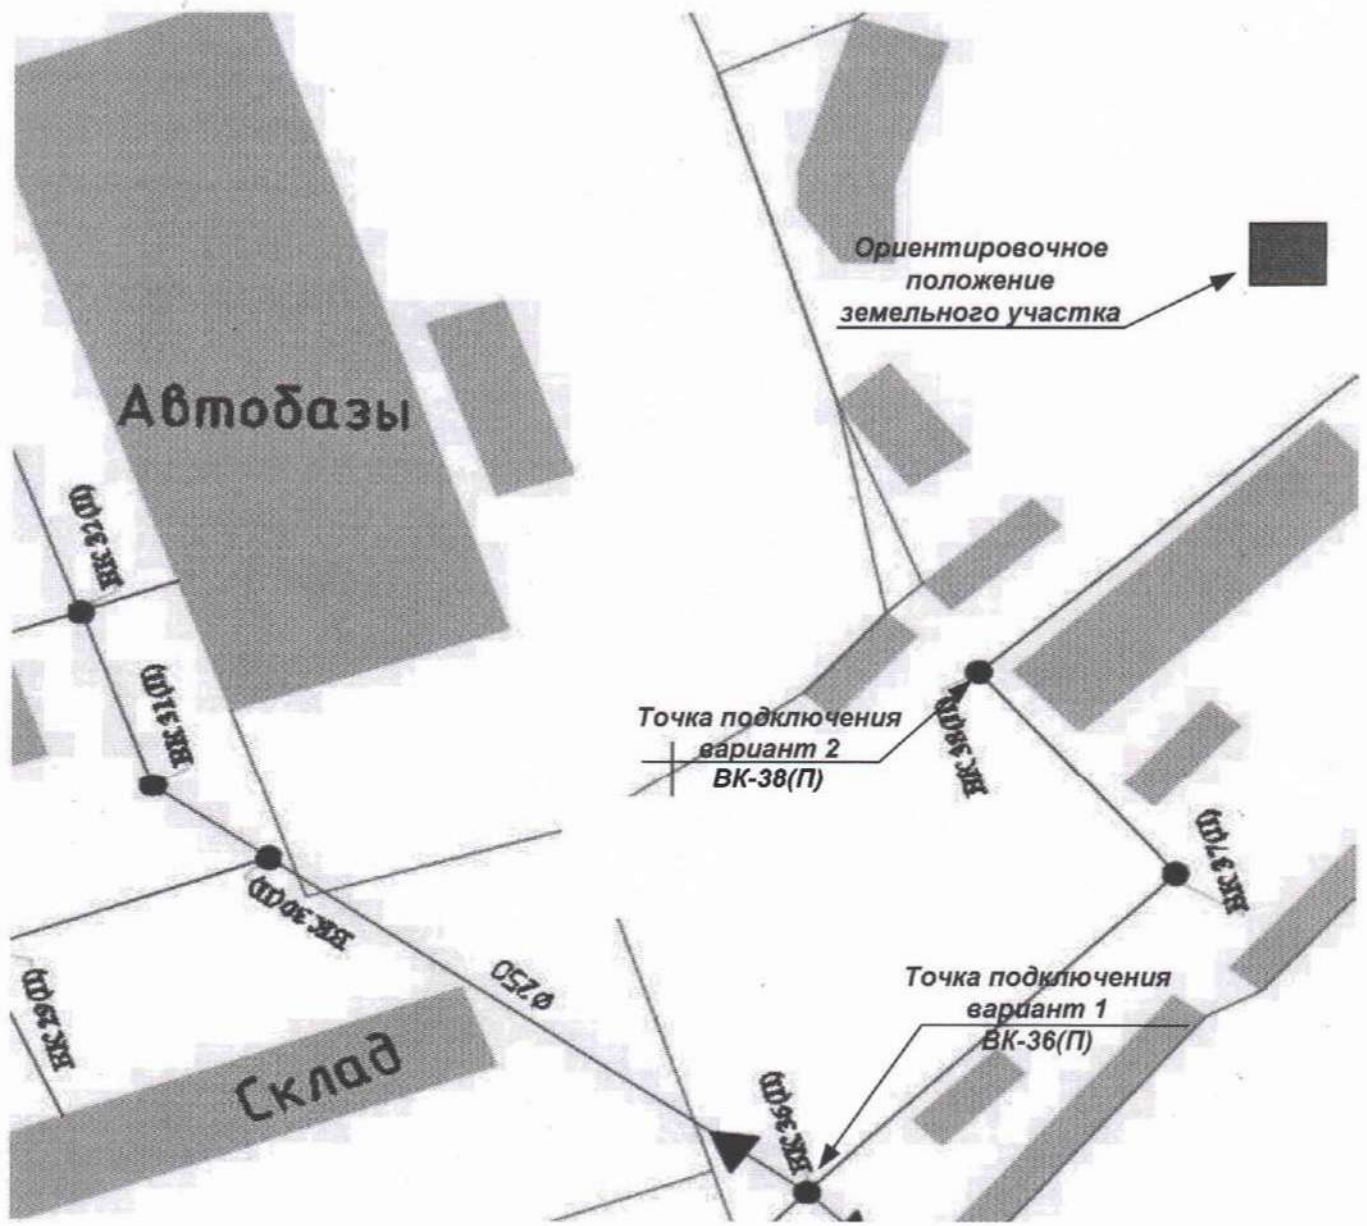 Ориентировочное
положение
земельного участка
Автобазы
ВК 32(П)
ВК 31(П)
Точка подключения
вариант 2
ВК-38(П)
ВК 38(П)
ВК 37(П)
ВК 30(П)
ø250
Точка подключения
вариант 1
ВК-36(П)
ВК 29(П)
Склад
ВК 36(П)